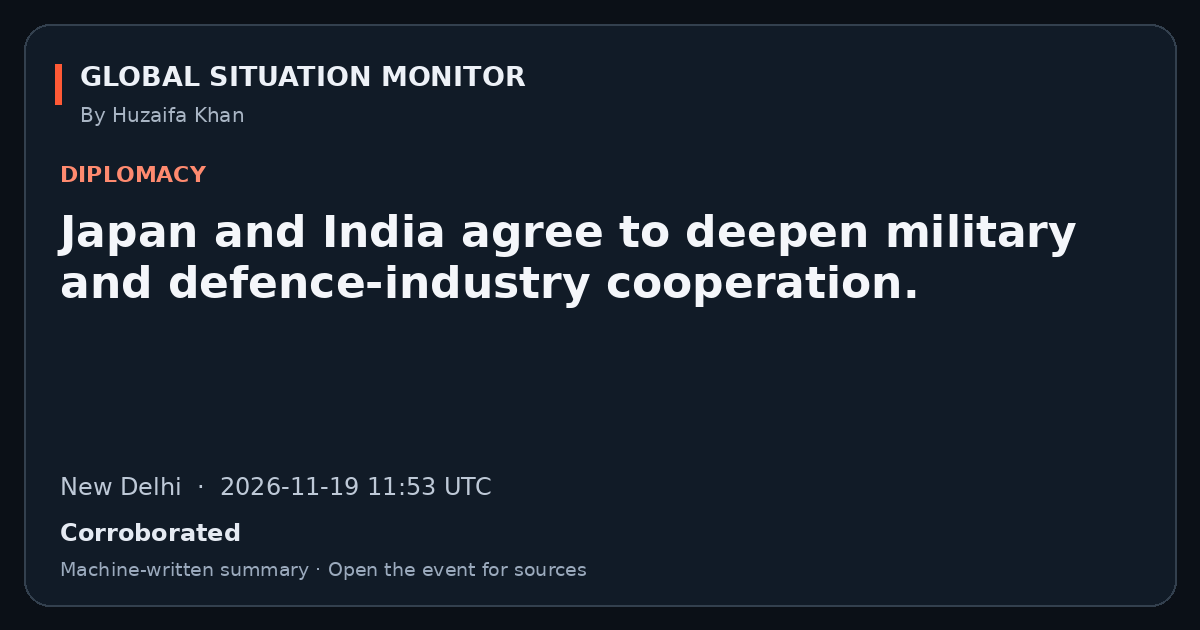 GLOBAL SITUATION MONITOR
By Huzaifa Khan
DIPLOMACY
Japan and India agree to deepen military
and defence-industry cooperation.
New Delhi · 2026-11-19 11:53 UTC
Corroborated
Machine-written summary · Open the event for sources